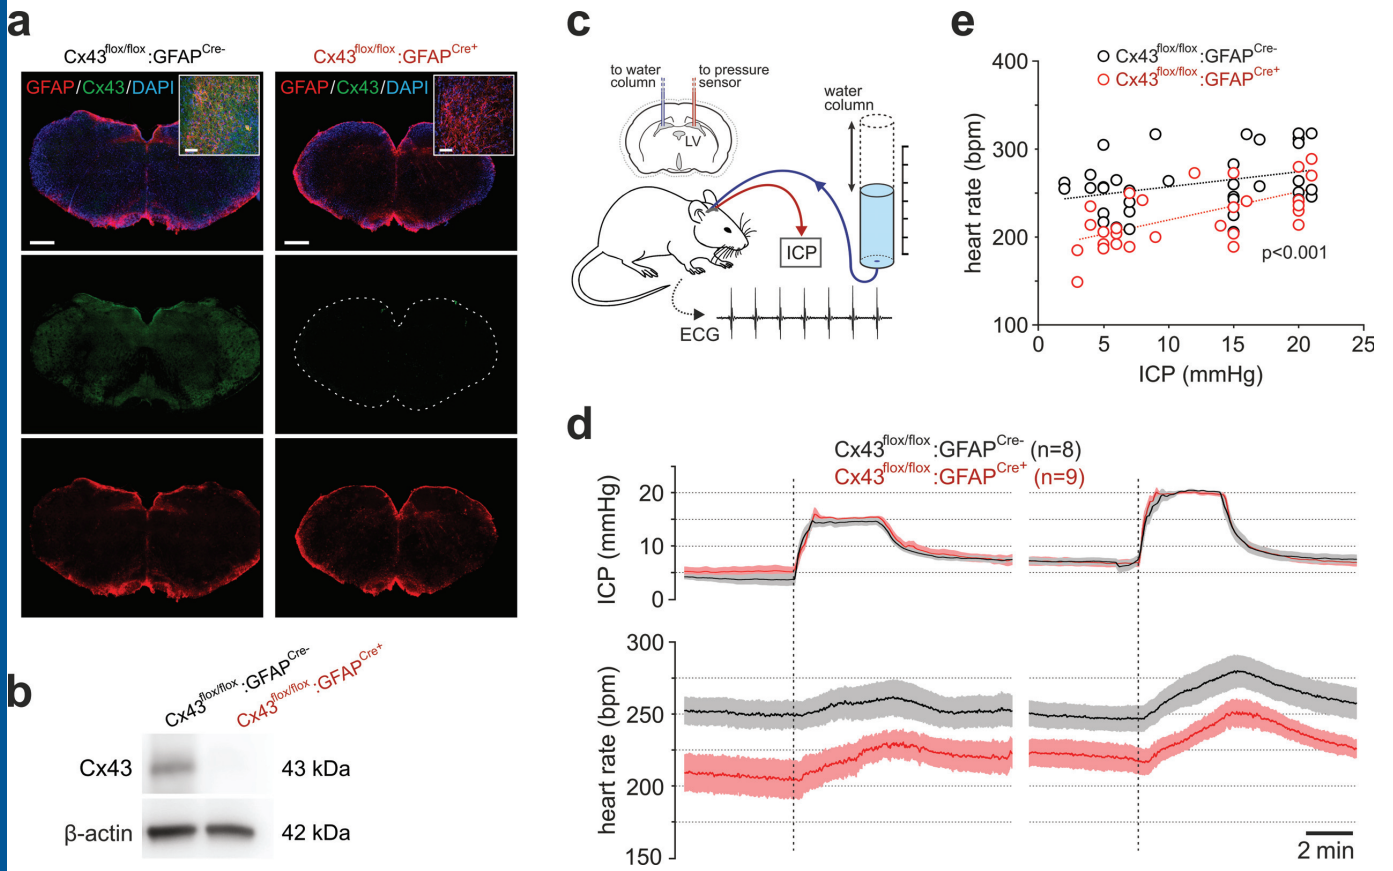 a
Cx43flox/flox:GFAPCre-
Cx43flox/flox:GFAPCre+
GFAP/Cx43/DAPI
GFAP/Cx43/DAPI
b
Cx43flox/flox:GFAPCre-
Cx43flox/flox:GFAPCre+
Cx43
43 kDa
β-actin
42 kDa
c
to water
column
to pressure
sensor
LV
water
column
ICP
ECG
e
Cx43flox/flox:GFAPCre-
Cx43flox/flox:GFAPCre+
400
300
200
100
heart rate (bpm)
p<0.001
0
5
10
15
20
25
ICP (mmHg)
d
Cx43flox/flox:GFAPCre- (n=8)
Cx43flox/flox:GFAPCre+ (n=9)
20
10
0
ICP (mmHg)
300
250
200
150
heart rate (bpm)
2 min